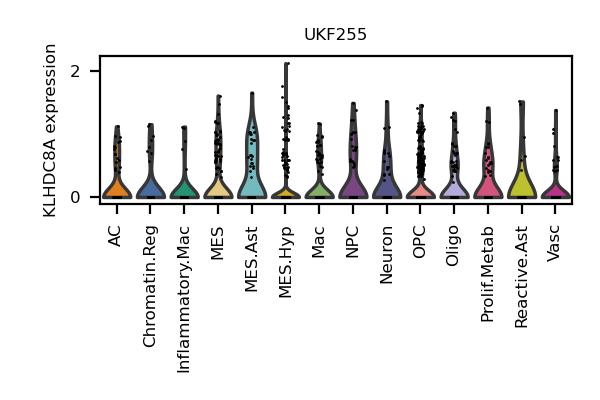 UKF255
KLHDC8A expression
2
0
AC
Chromatin.Reg
Inflammatory.Mac
MES
MES.Ast
MES.Hyp
Mac
NPC
Neuron
OPC
Oligo
Prolif.Metab
Reactive.Ast
Vasc